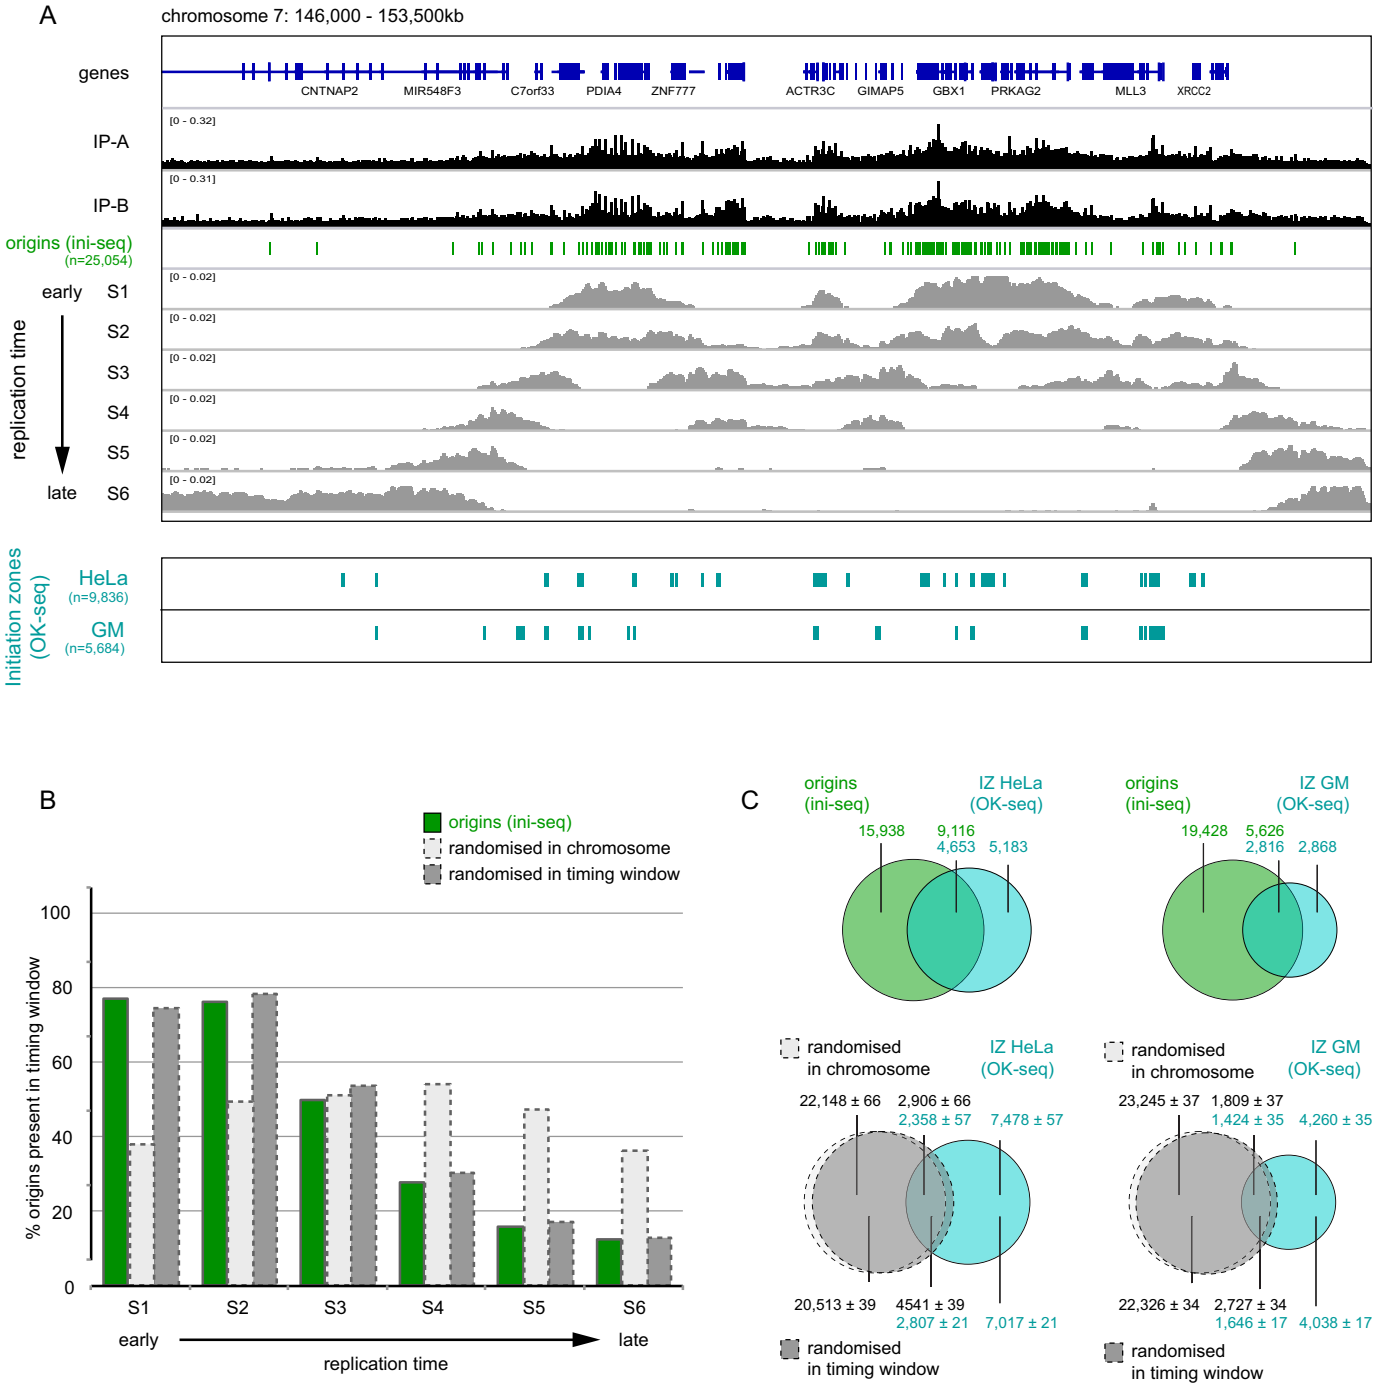 A
chromosome 7: 146,000 - 153,500kb
genes
CNTNAP2 MIR548F3 C7orf33 PDIA4 ZNF777 ACTR3C GIMAP5 GBX1 PRKAG2 MLL3 XRCC2
[0 - 0.32]
IP-A
[0 - 0.31]
IP-B
origins (ini-seq)
(n=25,054)
early
replication time
late
[0 - 0.02]
S1
[0 - 0.02]
S2
[0 - 0.02]
S3
[0 - 0.02]
S4
[0 - 0.02]
S5
[0 - 0.02]
S6
Initiation zones
(OK-seq)
HeLa
(n=9,836)
GM
(n=5,684)
B
origins (ini-seq)
randomised in chromosome
randomised in timing window
% origins present in timing window
100
80
60
40
20
0
S1 S2 S3 S4 S5 S6
early late
replication time
C
origins
(ini-seq)
IZ HeLa
(OK-seq)
15,938 9,116
4,653 5,183
origins
(ini-seq)
IZ GM
(OK-seq)
19,428 5,626
2,816 2,868
randomised
in chromosome
IZ HeLa
(OK-seq)
22,148 ± 66 2,906 ± 66
2,358 ± 57 7,478 ± 57
20,513 ± 39 4541 ± 39
2,807 ± 21 7,017 ± 21
randomised
in timing window
randomised
in chromosome
IZ GM
(OK-seq)
23,245 ± 37 1,809 ± 37
1,424 ± 35 4,260 ± 35
22,326 ± 34 2,727 ± 34
1,646 ± 17 4,038 ± 17
randomised
in timing window